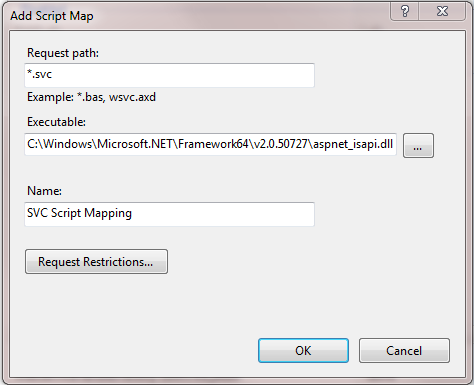 Add Script Map
?
Request path:
*.svc
Example: *.bas, wsvc.axd
Executable:
C:\Windows\Microsoft.NET\Framework64\v2.0.50727\aspnet_isapi.dll
...
Name:
SVC Script Mapping
Request Restrictions...
OK
Cancel